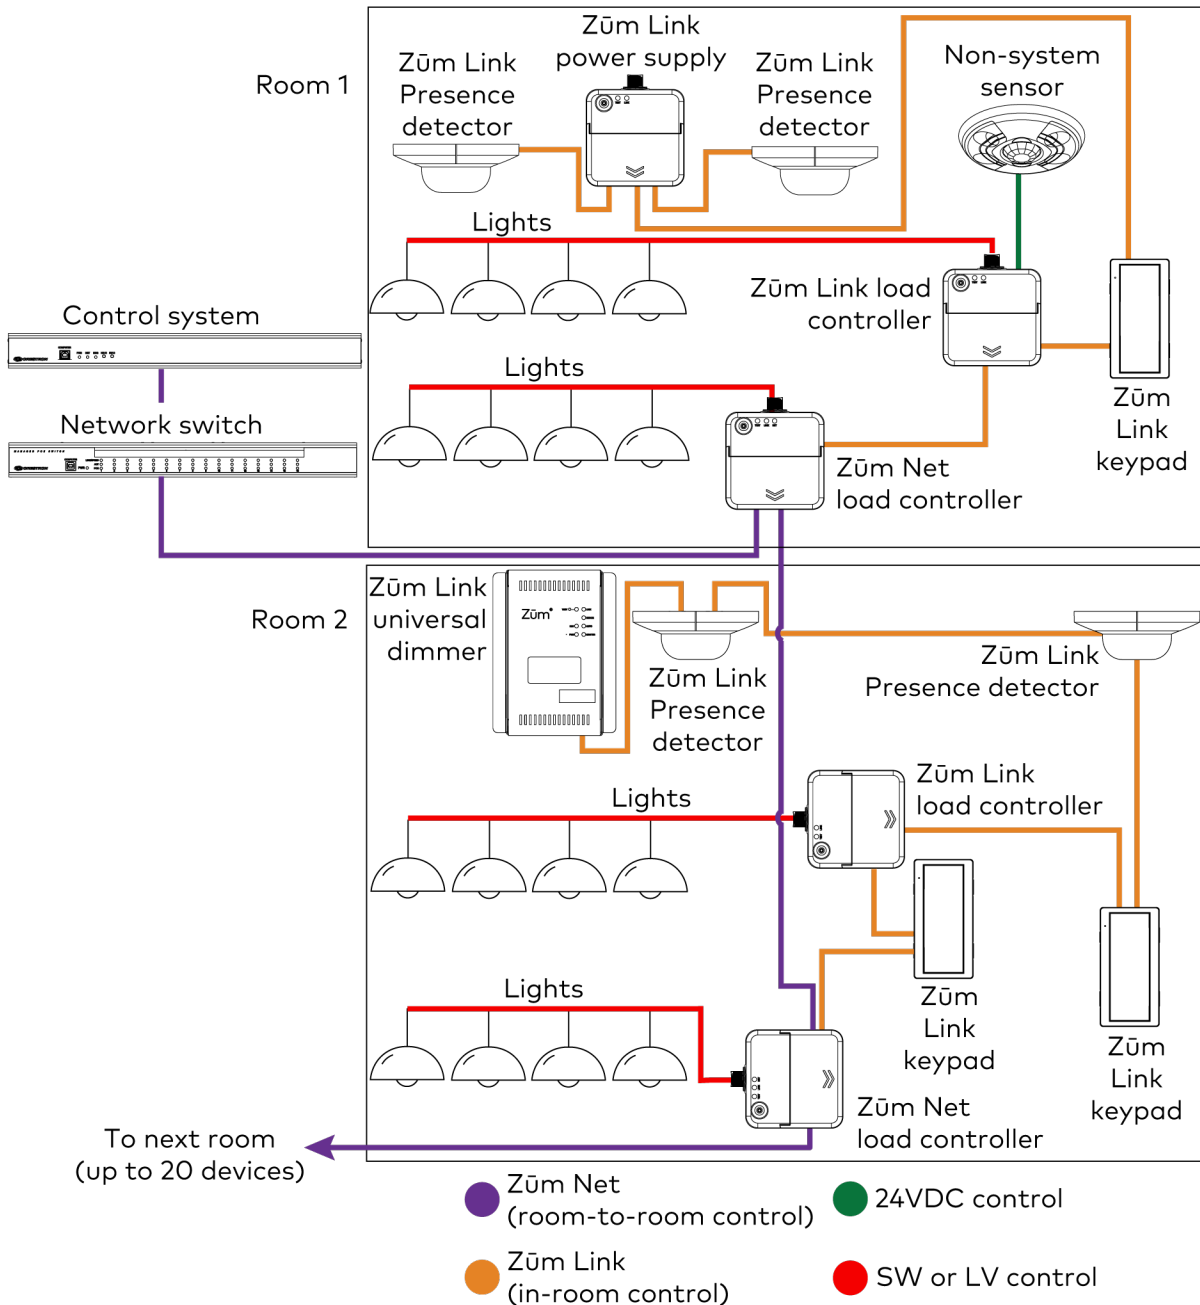 Room 1
Zūm Link
Presence
detector
Zūm Link
power supply
Zūm Link
Presence
detector
Non-system
sensor
Lights
Zūm Link load
controller
Control system
Lights
Zūm
Link
keypad
Network switch
Zūm Net
load controller
Room 2
Zūm Link
universal
dimmer
Zūm
Zūm Link
Presence
detector
Zūm Link
Presence detector
Zūm Link
load controller
Lights
Lights
Zūm
Link
keypad
Zūm
Link
keypad
Zūm Net
load controller
To next room
(up to 20 devices)
Zūm Net
(room-to-room control)
24VDC control
Zūm Link
(in-room control)
SW or LV control